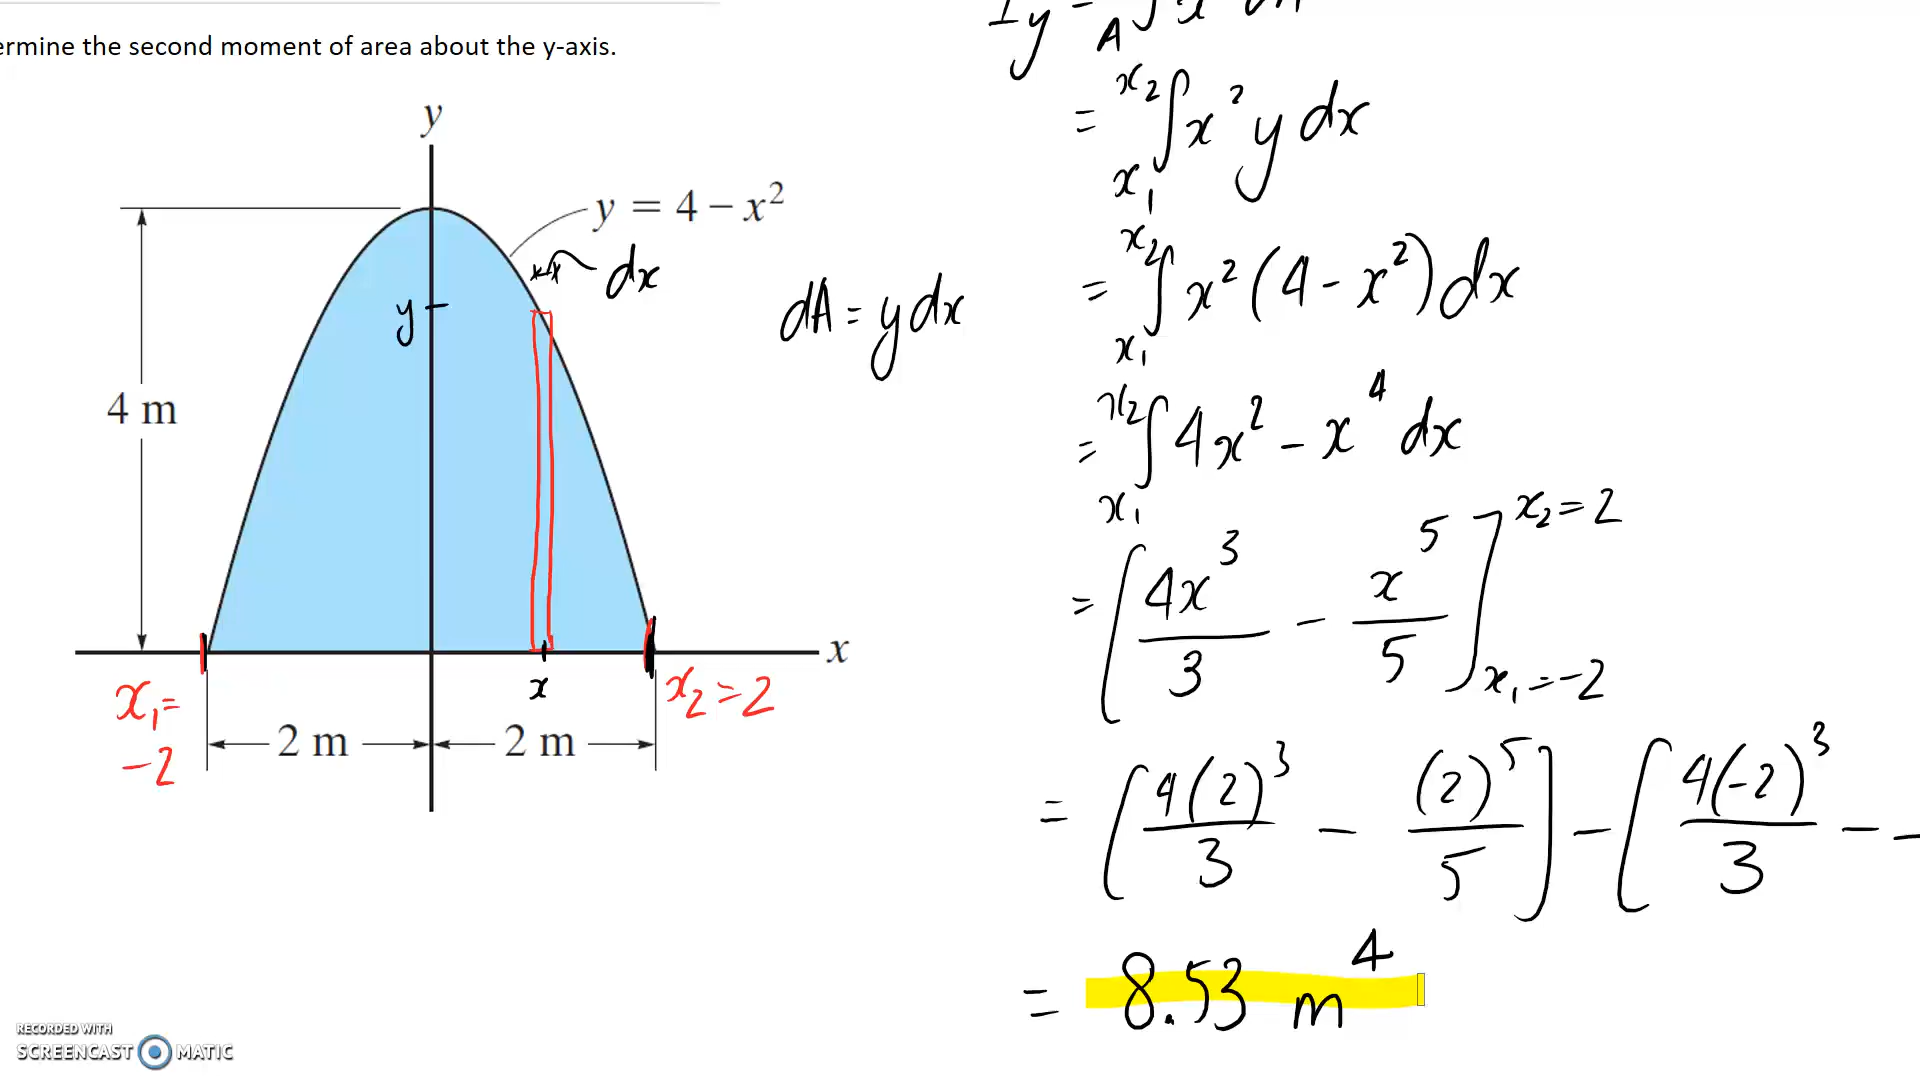 ermine the second moment of area about the y-axis.
y
y = 4 – x²
dx
y
dA = y dx
4 m
x
x
x₁ =
-2
x₂ = 2
2 m
2 m
Iy = A∫x² dA
= x₂∫x₁ x² y dx
= x₂∫x₁ x² (4 - x²) dx
= x₂∫x₁ 4x² - x⁴ dx
= [4x³/3 - x⁵/5] x₂=2 x₁=-2
= [4(2)³/3 - (2)⁵/5] - [4(-2)³/3 -
= 8.53 m⁴
RECORDED WITH
SCREENCAST MATIC